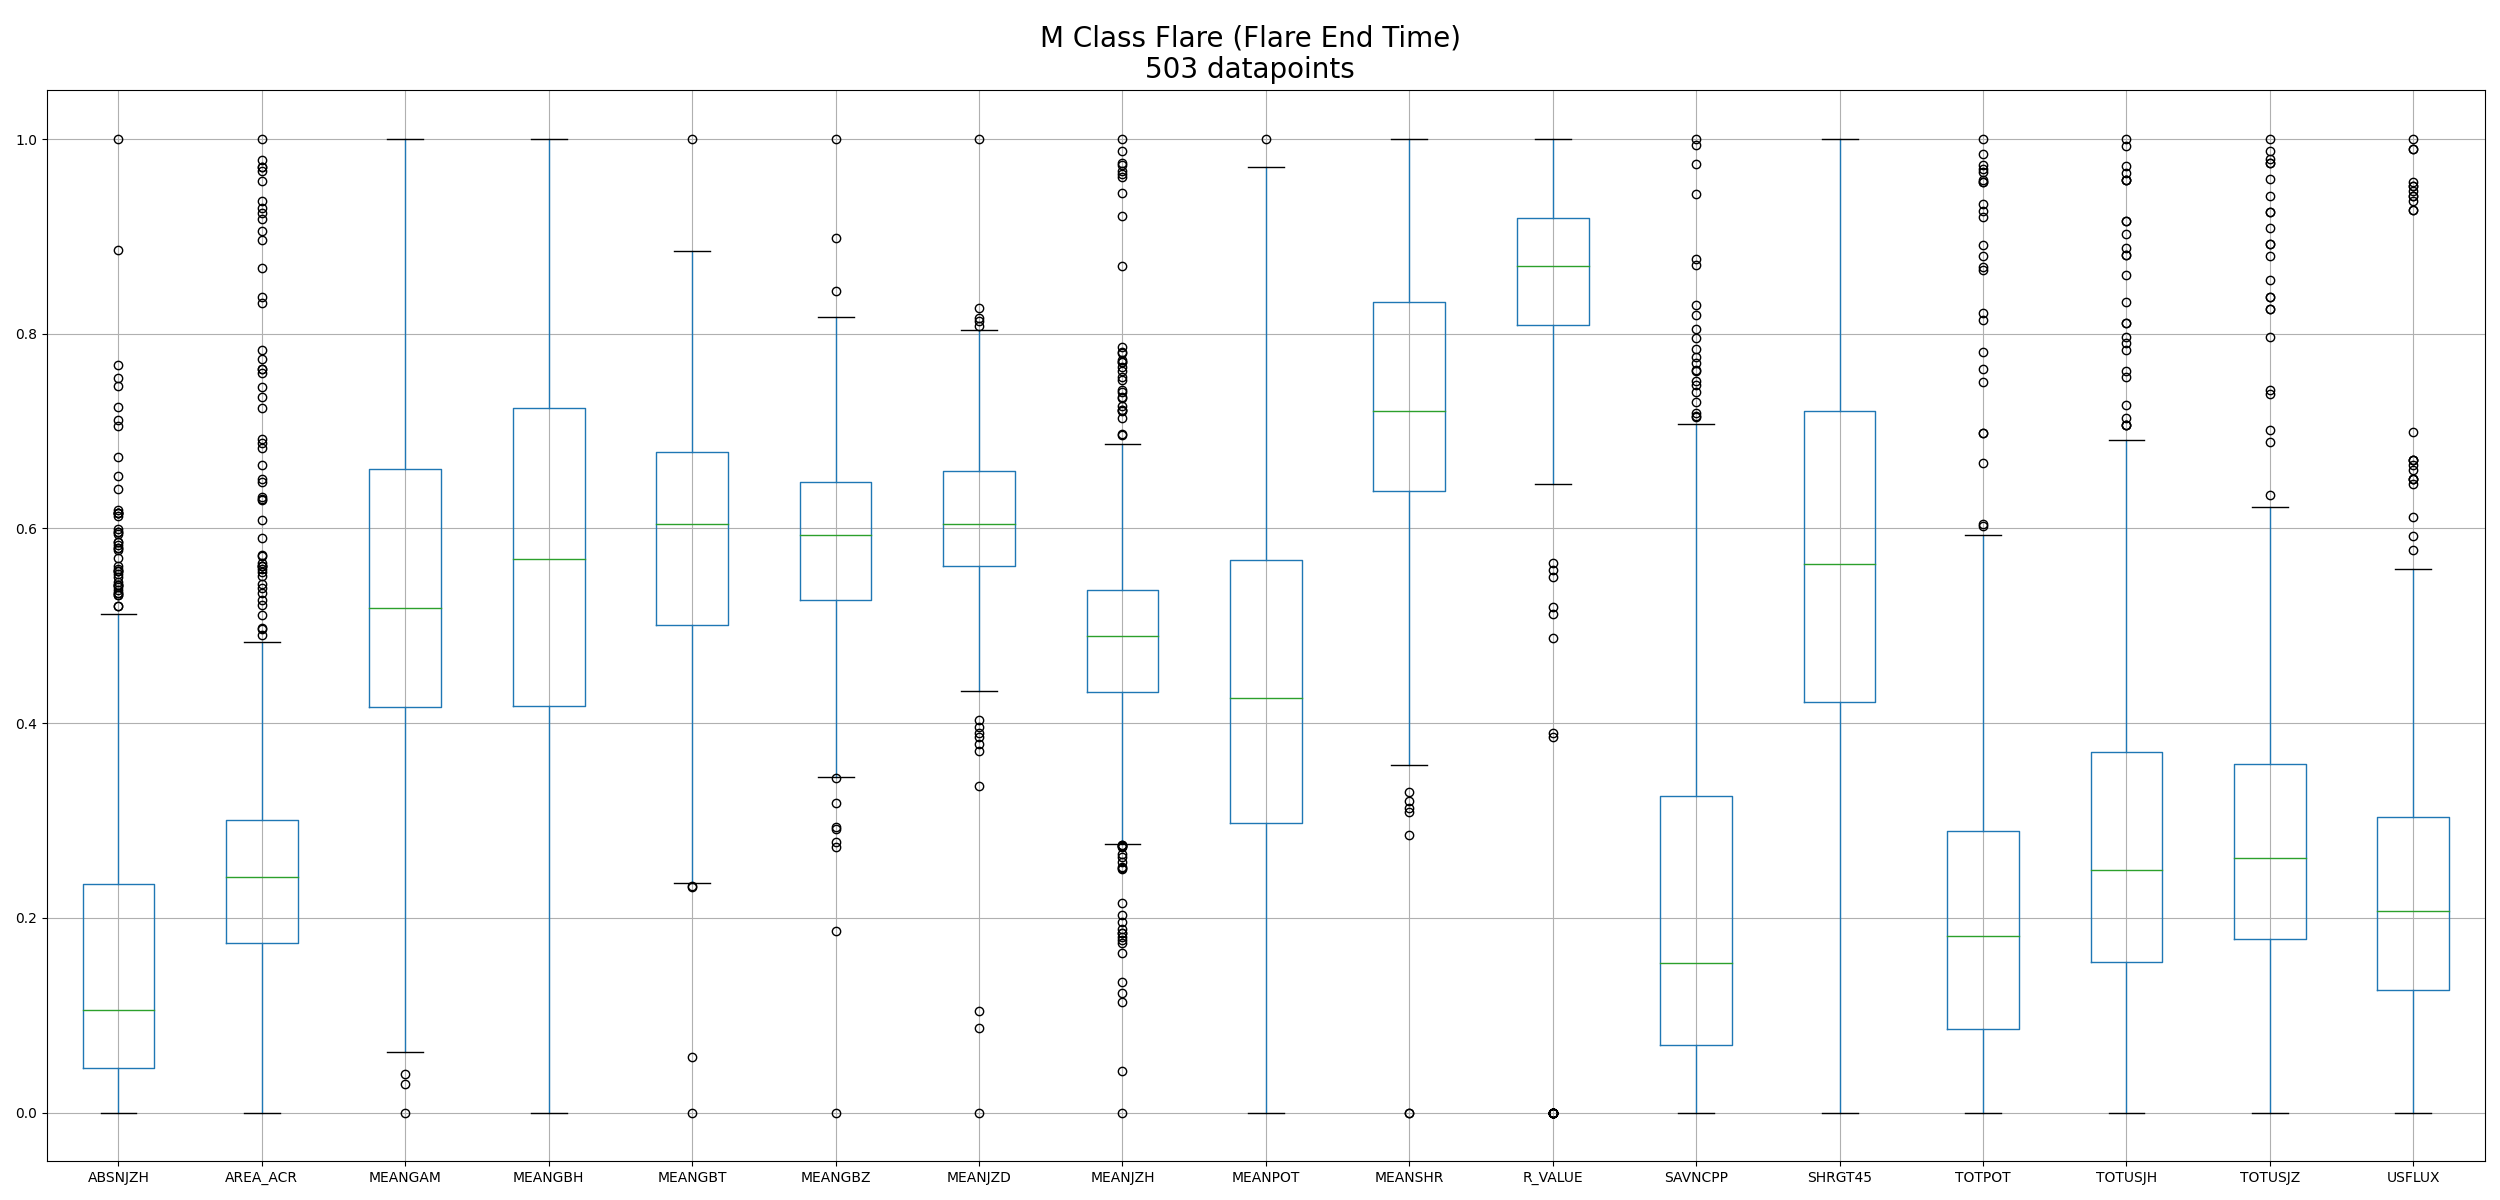 M Class Flare (Flare End Time)
503 datapoints
1.0
0.8
0.6
0.4
0.2
0.0
ABSNJZH AREA_ACR MEANGAM MEANGBH MEANGBT MEANGBZ MEANJZD MEANJZH MEANPOT MEANSHR R_VALUE SAVNCPP SHRGT45 TOTPOT TOTUSJH TOTUSJZ USFLUX